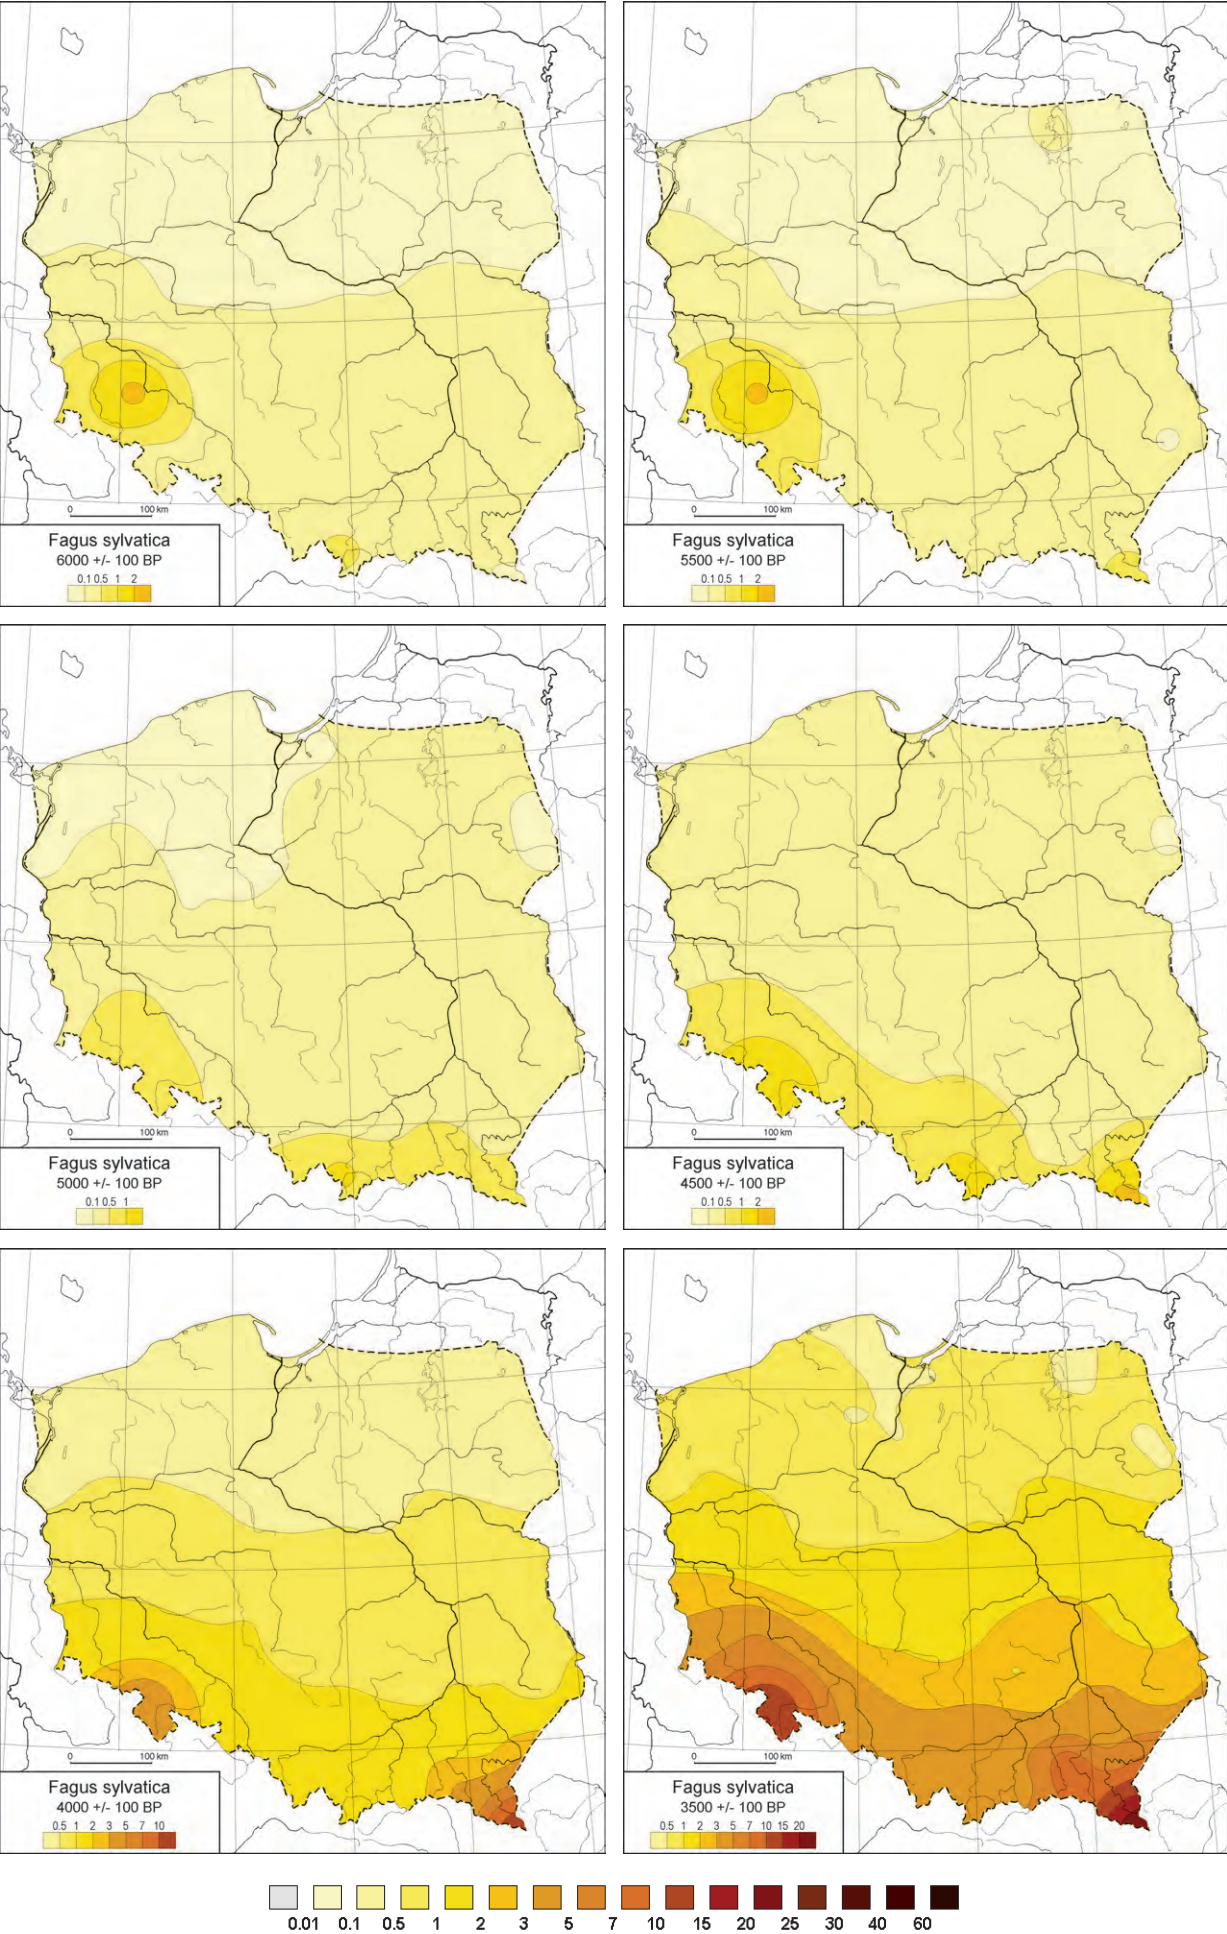 0 100 km
Fagus sylvatica
6000 +/- 100 BP
0.1 0.5 1 2
0 100 km
Fagus sylvatica
5500 +/- 100 BP
0.1 0.5 1 2
0 100 km
Fagus sylvatica
5000 +/- 100 BP
0.1 0.5 1
0 100 km
Fagus sylvatica
4500 +/- 100 BP
0.1 0.5 1 2
0 100 km
Fagus sylvatica
4000 +/- 100 BP
0.5 1 2 3 5 7 10
0 100 km
Fagus sylvatica
3500 +/- 100 BP
0.5 1 2 3 5 7 10 15 20
0.01 0.1 0.5 1 2 3 5 7 10 15 20 25 30 40 60